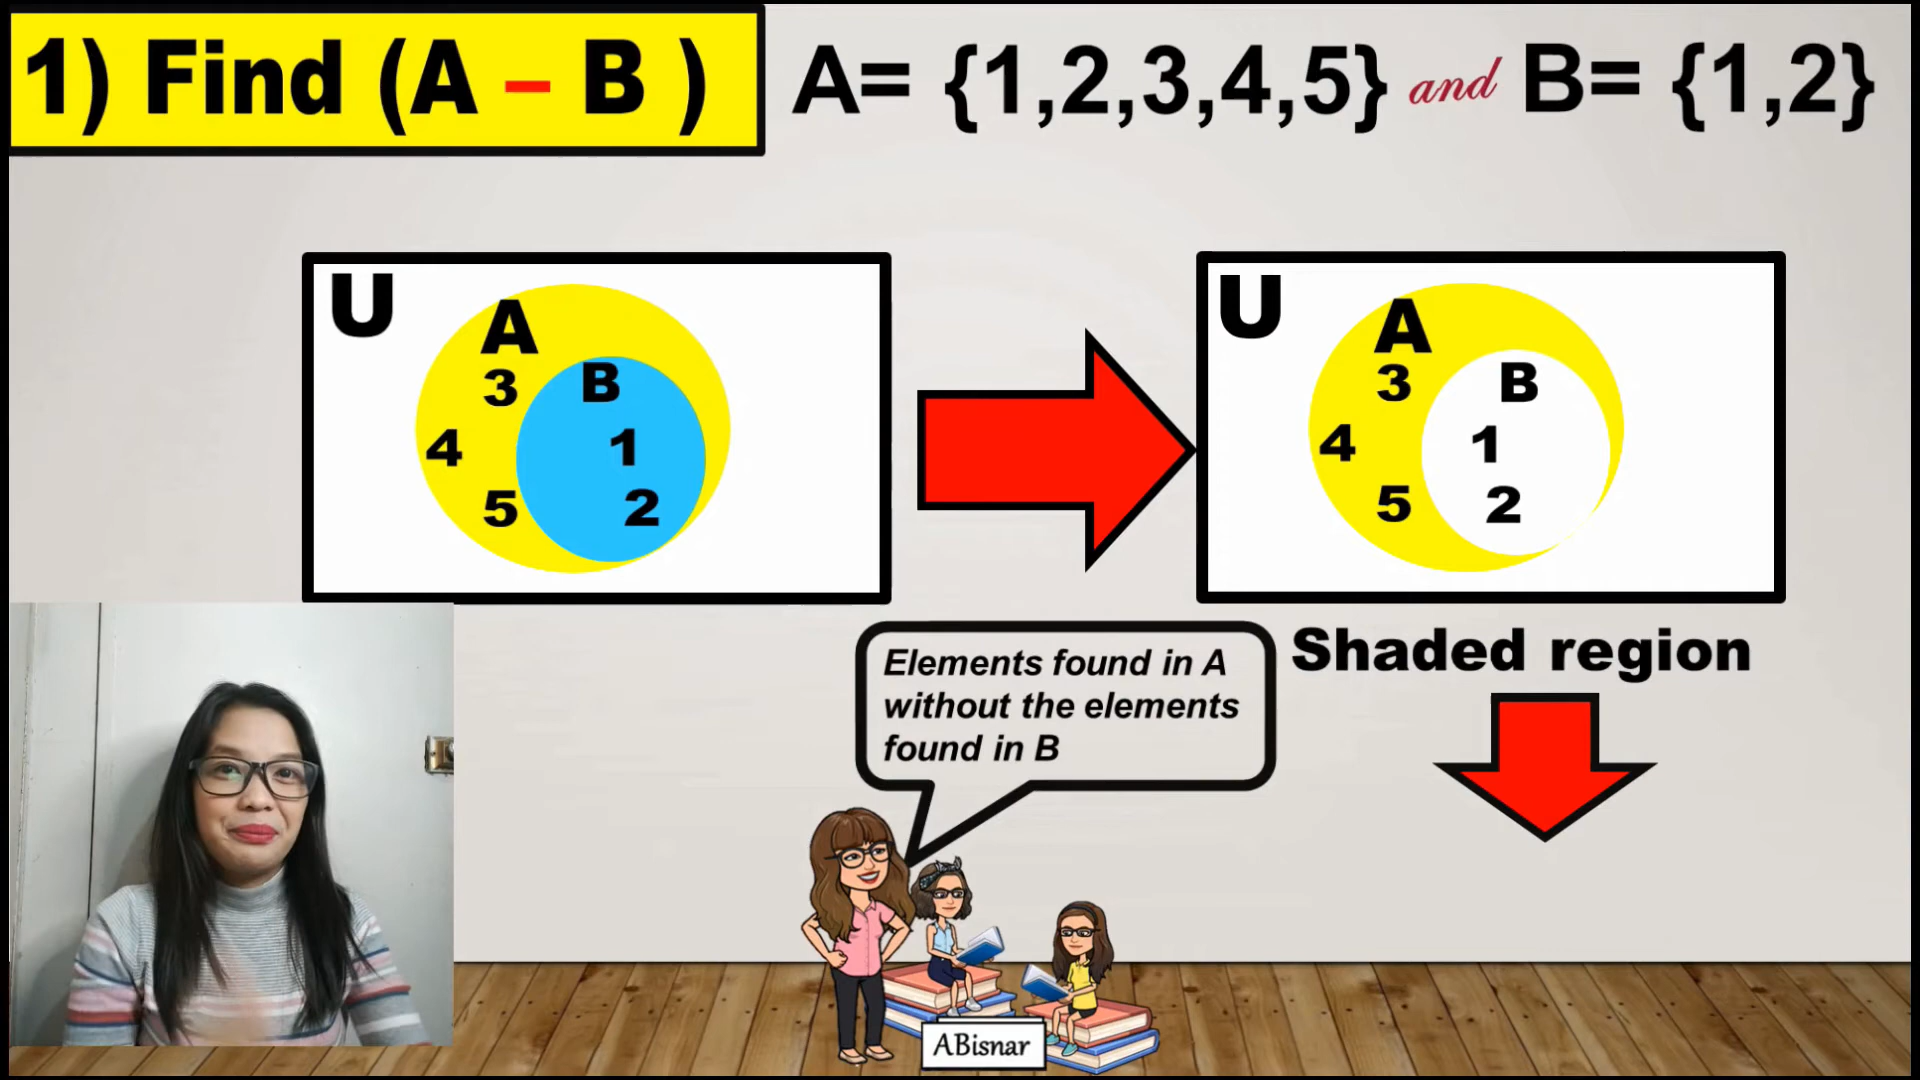 1) Find (A – B ) A= {1,2,3,4,5} and B= {1,2}
U
A
3
B
4
1
5
2
U
A
3
B
4
1
5
2
Elements found in A
without the elements
found in B
Shaded region
ABisnar